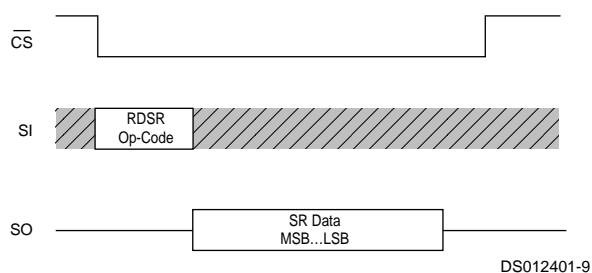 CS
SI
RDSR
Op-Code
SO
SR Data
MSB...LSB
DS012401-9